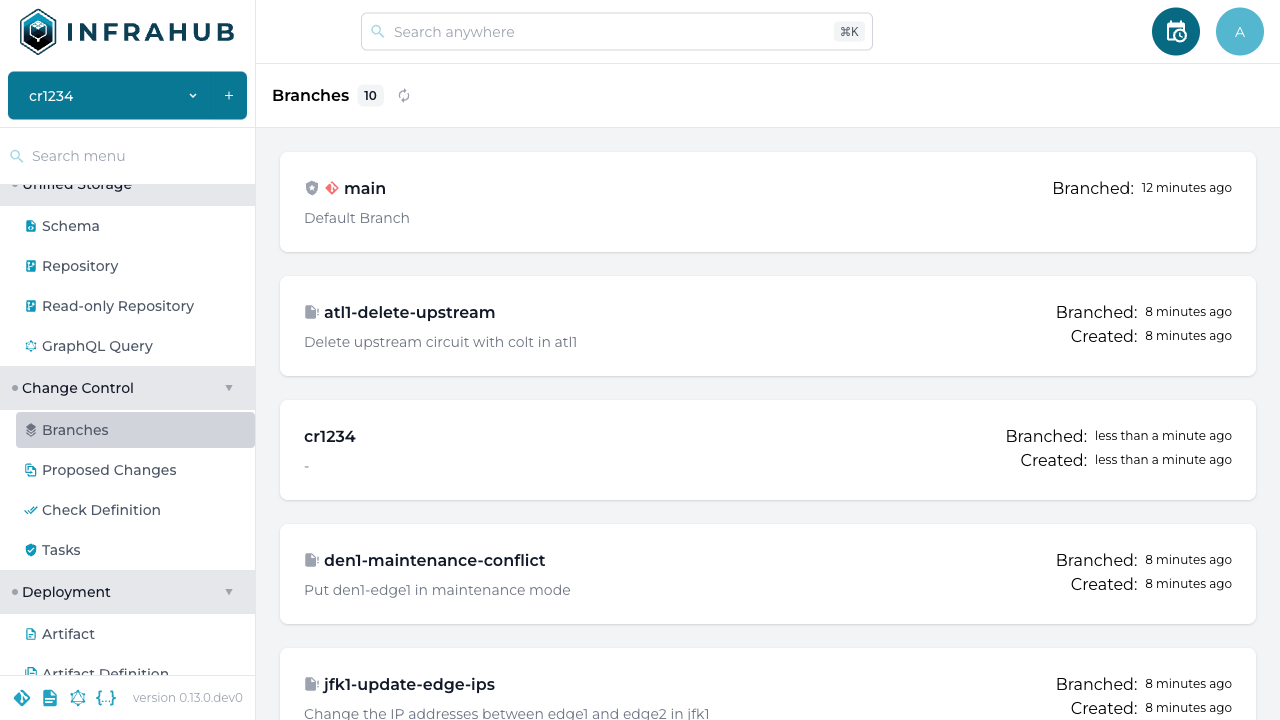 INFRAHUB
Search anywhere
⌘K
A
cr1234
+
Branches 10
Search menu
Unified Storage
Schema
Repository
Read-only Repository
GraphQL Query
Change Control
Branches
Proposed Changes
Check Definition
Tasks
Deployment
Artifact
Artifact Definition
{...}
version 0.13.0.dev0
main
Branched: 12 minutes ago
Default Branch
atl1-delete-upstream
Branched: 8 minutes ago
Created: 8 minutes ago
Delete upstream circuit with colt in atl1
cr1234
Branched: less than a minute ago
Created: less than a minute ago
-
den1-maintenance-conflict
Branched: 8 minutes ago
Created: 8 minutes ago
Put den1-edge1 in maintenance mode
jfk1-update-edge-ips
Branched: 8 minutes ago
Created: 8 minutes ago
Change the IP addresses between edge1 and edge2 in jfk1